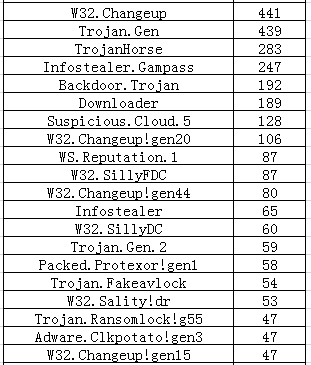 W32.Changeup 441
Trojan.Gen 439
TrojanHorse 283
Infostealer.Gampass 247
Backdoor.Trojan 192
Downloader 189
Suspicious.Cloud.5 128
W32.Changeup!gen20 106
WS.Reputation.1 87
W32.SillyFDC 87
W32.Changeup!gen44 80
Infostealer 65
W32.SillyDC 60
Trojan.Gen.2 59
Packed.Protexor!gen1 58
Trojan.Fakeavlock 54
W32.Sality!dr 53
Trojan.Ransomlock!g55 47
Adware.Clkpotato!gen3 47
W32.Changeup!gen15 47